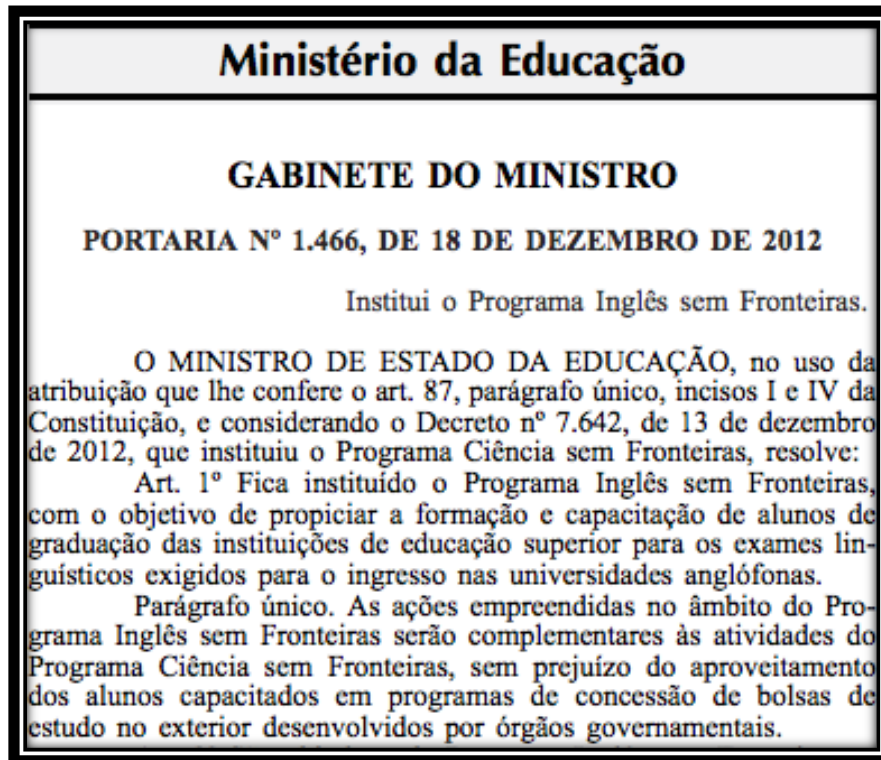 Ministério da Educação
GABINETE DO MINISTRO
PORTARIA Nº 1.466, DE 18 DE DEZEMBRO DE 2012
Institui o Programa Inglês sem Fronteiras.
O MINISTRO DE ESTADO DA EDUCAÇÃO, no uso da
atribuição que lhe confere o art. 87, parágrafo único, incisos I e IV da
Constituição, e considerando o Decreto nº 7.642, de 13 de dezembro
de 2012, que instituiu o Programa Ciência sem Fronteiras, resolve:
Art. 1º Fica instituído o Programa Inglês sem Fronteiras,
com o objetivo de propiciar a formação e capacitação de alunos de
graduação das instituições de educação superior para os exames lin-
guísticos exigidos para o ingresso nas universidades anglófonas.
Parágrafo único. As ações empreendidas no âmbito do Pro-
grama Inglês sem Fronteiras serão complementares às atividades do
Programa Ciência sem Fronteiras, sem prejuízo do aproveitamento
dos alunos capacitados em programas de concessão de bolsas de
estudo no exterior desenvolvidos por órgãos governamentais.